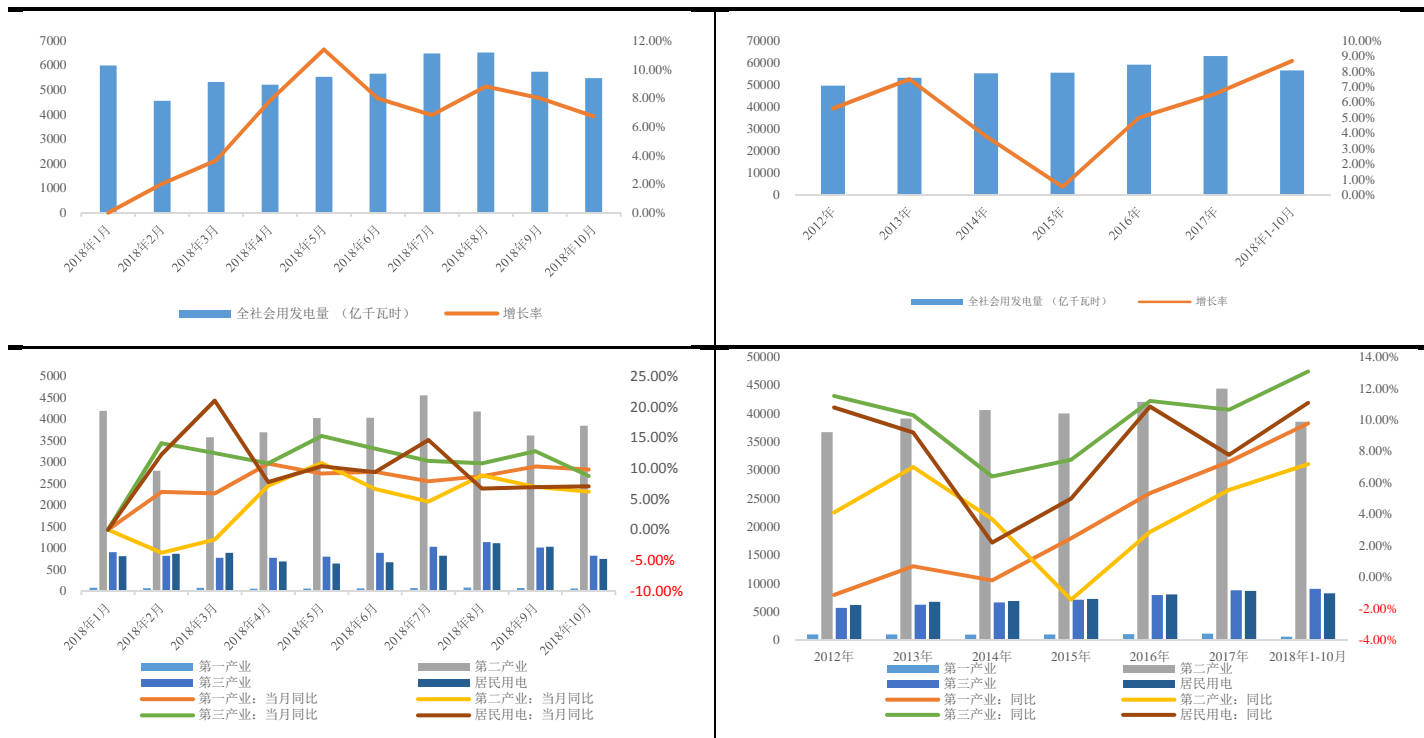 7000
6000
5000
4000
3000
2000
1000
0
12.00%
10.00%
8.00%
6.00%
4.00%
2.00%
0.00%
2018年1月
2018年2月
2018年3月
2018年4月
2018年5月
2018年6月
2018年7月
2018年8月
2018年9月
2018年10月
全社会用发电量 （亿千瓦时）
增长率
70000
60000
50000
40000
30000
20000
10000
0
10.00%
9.00%
8.00%
7.00%
6.00%
5.00%
4.00%
3.00%
2.00%
1.00%
0.00%
2012年
2013年
2014年
2015年
2016年
2017年
2018年1-10月
全社会用发电量 （亿千瓦时）
增长率
5000
4500
4000
3500
3000
2500
2000
1500
1000
500
0
25.00%
20.00%
15.00%
10.00%
5.00%
0.00%
-5.00%
-10.00%
2018年1月
2018年2月
2018年3月
2018年4月
2018年5月
2018年6月
2018年7月
2018年8月
2018年9月
2018年10月
第一产业
第二产业
第三产业
居民用电
第一产业：当月同比
第二产业：当月同比
第三产业：当月同比
居民用电：当月同比
50000
45000
40000
35000
30000
25000
20000
15000
10000
5000
0
14.00%
12.00%
10.00%
8.00%
6.00%
4.00%
2.00%
0.00%
-2.00%
-4.00%
2012年
2013年
2014年
2015年
2016年
2017年
2018年1-10月
第一产业
第二产业
第三产业
居民用电
第一产业：同比
第二产业：同比
第三产业：同比
居民用电：同比